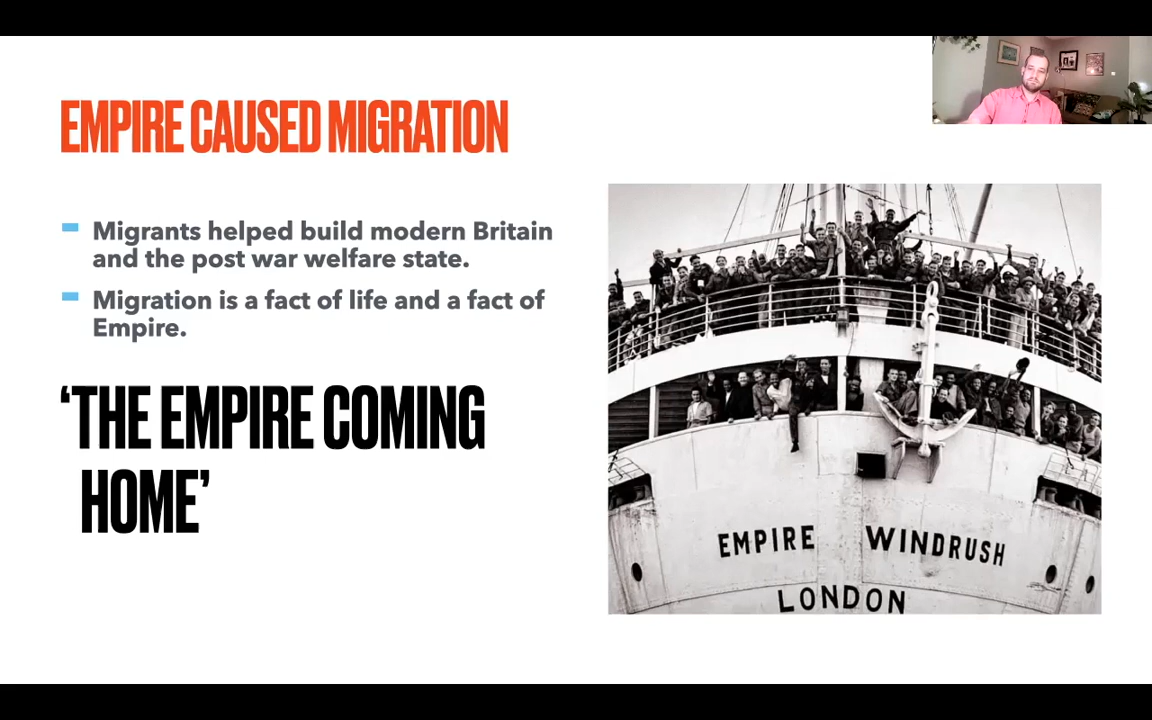 EMPIRE CAUSED MIGRATION
Migrants helped build modern Britain
and the post war welfare state.
Migration is a fact of life and a fact of
Empire.
‘THE EMPIRE COMING
HOME’
EMPIRE WINDRUSH
LONDON